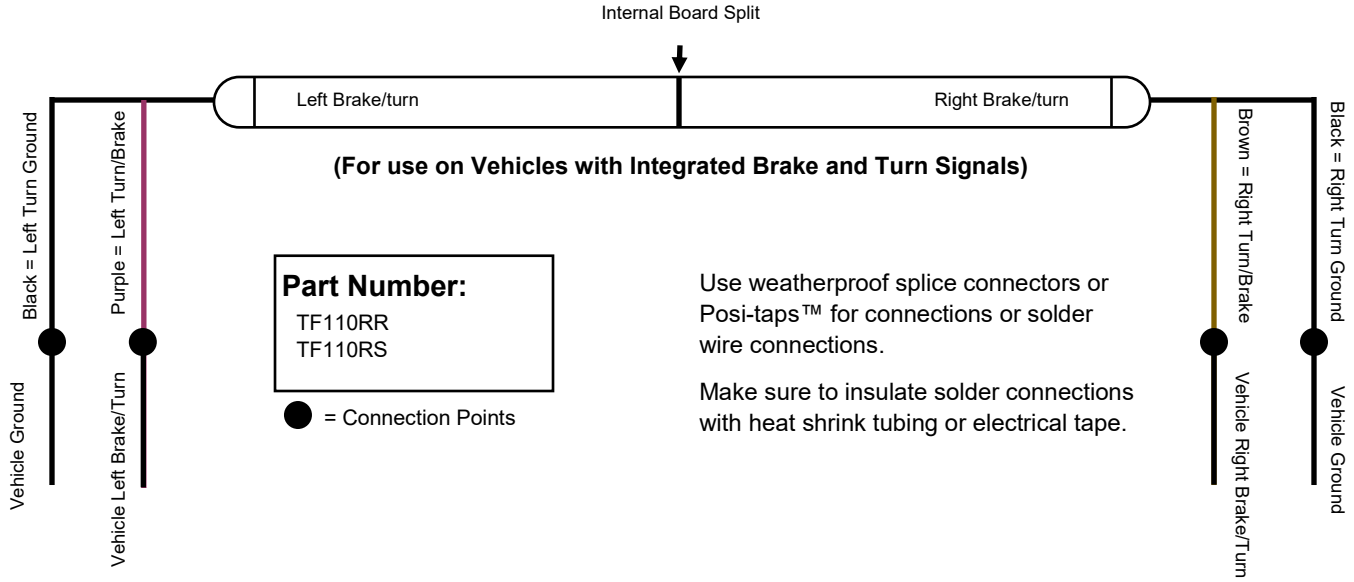 Internal Board Split
Left Brake/turn
Right Brake/turn
(For use on Vehicles with Integrated Brake and Turn Signals)
Black = Left Turn Ground
Purple = Left Turn/Brake
Brown = Right Turn/Brake
Black = Right Turn Ground
Part Number:
TF110RR
TF110RS
= Connection Points
Use weatherproof splice connectors or
Posi-taps™ for connections or solder
wire connections.
Make sure to insulate solder connections
with heat shrink tubing or electrical tape.
Vehicle Ground
Vehicle Left Brake/Turn
Vehicle Right Brake/Turn
Vehicle Ground